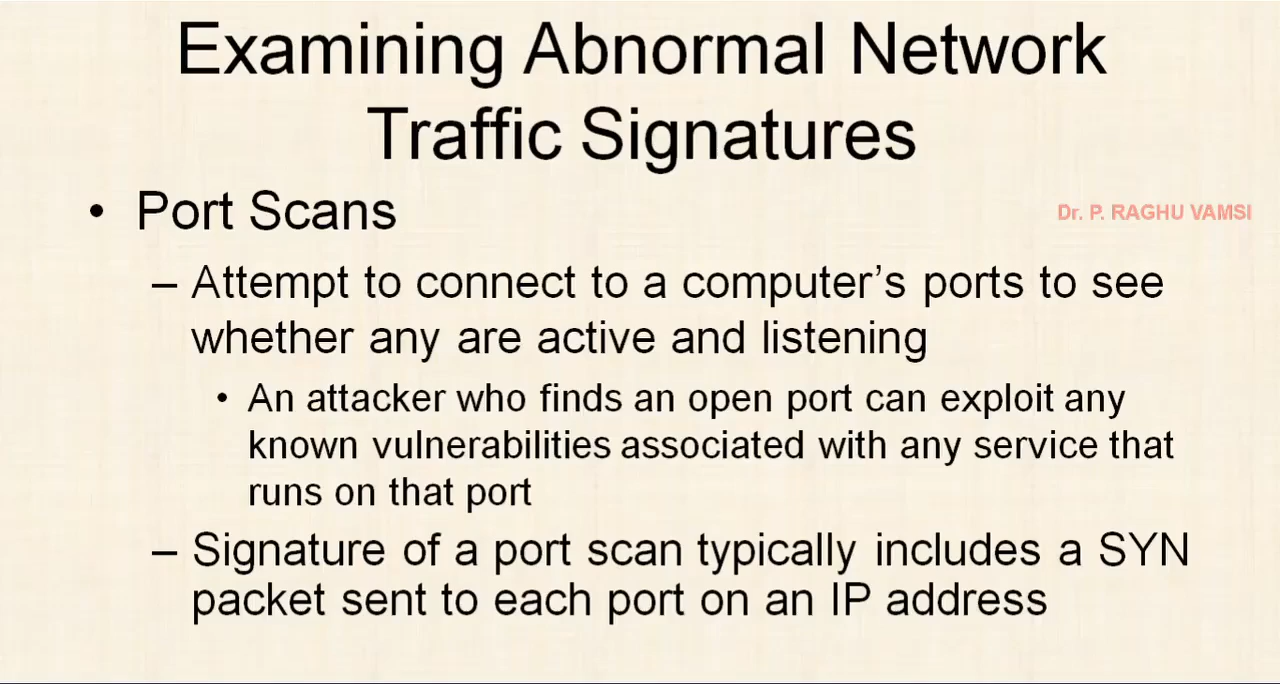 Examining Abnormal Network
Traffic Signatures
• Port Scans
Dr. P. RAGHU VAMSI
– Attempt to connect to a computer’s ports to see
whether any are active and listening
• An attacker who finds an open port can exploit any
known vulnerabilities associated with any service that
runs on that port
– Signature of a port scan typically includes a SYN
packet sent to each port on an IP address